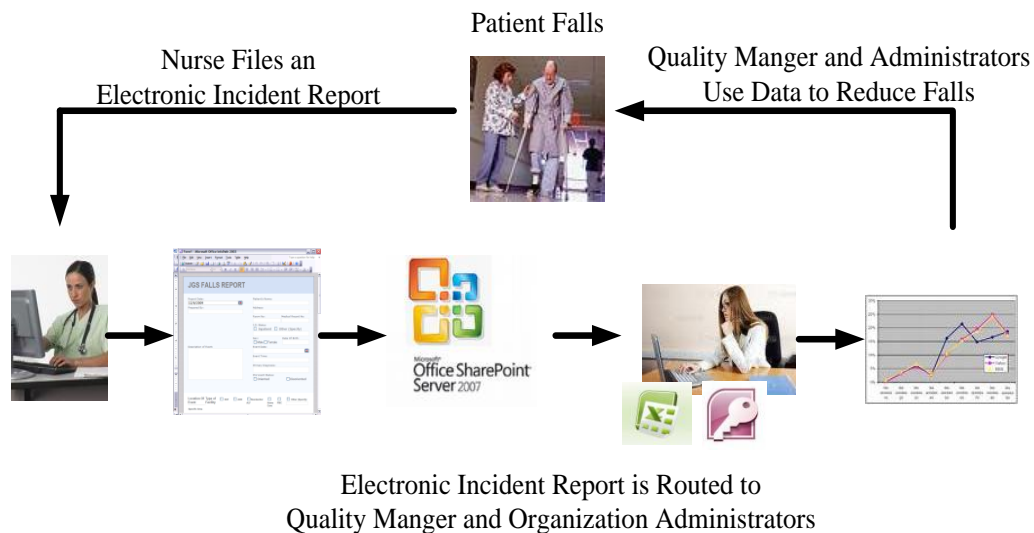 Patient Falls
Nurse Files an
Electronic Incident Report
Quality Manger and Administrators
Use Data to Reduce Falls
JGS FALLS REPORT
Microsoft
Office SharePoint
Server 2007
Electronic Incident Report is Routed to
Quality Manger and Organization Administrators